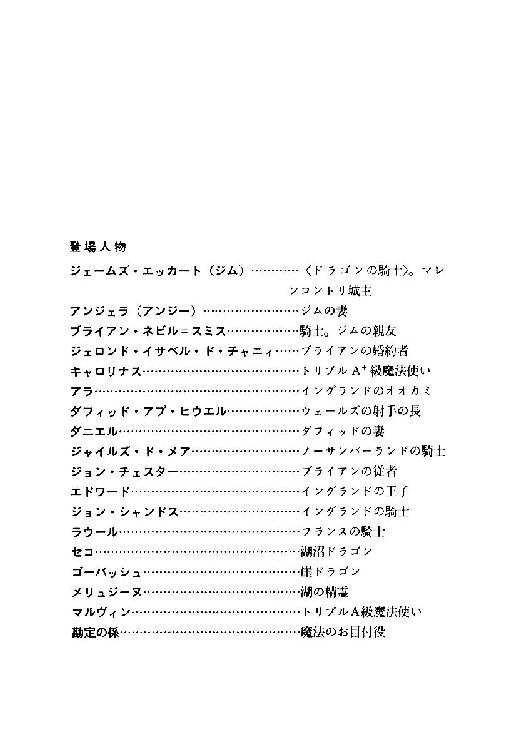 登場人物
ジェームズ・エッカート（ジム）…………〈ドラゴンの騎士〉。マレ
ンコントリ城主
アンジェラ（アンジー）……………………ジムの妻
ブライアン・ネビル＝スミス………………騎士。ジムの親友
ジェロンド・イサベル・ド・チャニィ……ブライアンの婚約者
キャロリナス…………………………………トリプルA⁺級魔法使い
アラ……………………………………………イングランドのオオカミ
ダフィッド・アプ・ヒウエル………………ウェールズの射手の長
ダニエル………………………………………ダフィッドの妻
ジャイルズ・ド・メア………………………ノーサンバーランドの騎士
ジョン・チェスター…………………………ブライアンの従者
エドワード……………………………………イングランドの王子
ジョン・シャンドス…………………………イングランドの騎士
ラウール………………………………………フランスの騎士
セコ……………………………………………湖沼ドラゴン
ゴーバッシュ…………………………………崖ドラゴン
メリュジーヌ…………………………………湖の精霊
マルヴィン……………………………………トリプルA級魔法使い
勘定の係………………………………………魔法のお目付役